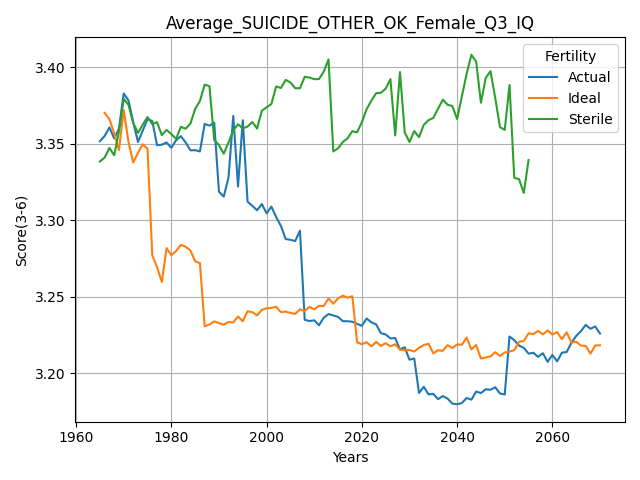 Average_SUICIDE_OTHER_OK_Female_Q3_IQ
Fertility
Actual
Ideal
Sterile
Score(3-6)
3.40
3.35
3.30
3.25
3.20
1960
1980
2000
2020
2040
2060
Years